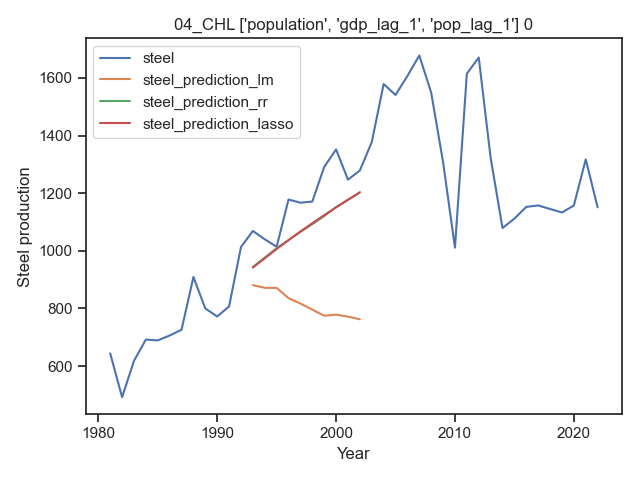 04_CHL ['population', 'gdp_lag_1', 'pop_lag_1'] 0
steel
steel_prediction_lm
steel_prediction_rr
steel_prediction_lasso
Steel production
1600
1400
1200
1000
800
600
1980
1990
2000
2010
2020
Year